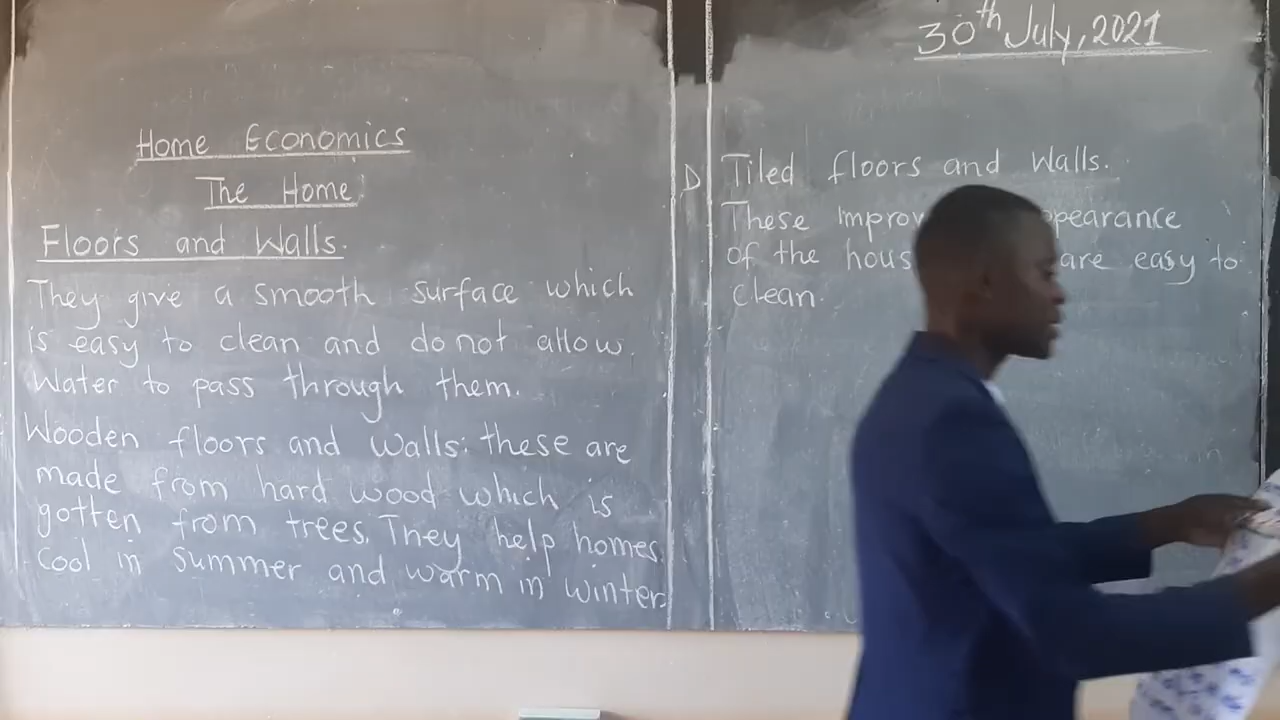 Home Economics
The Home
Floors and Walls.
They give a smooth surface which
is easy to clean and do not allow
Water to pass through them.
Wooden floors and walls: these are
made from hard wood which is
gotten from trees. They help homes
cool in summer and warm in winter.
30th July, 2021
D Tiled floors and Walls.
These
of the are easy to
clean.